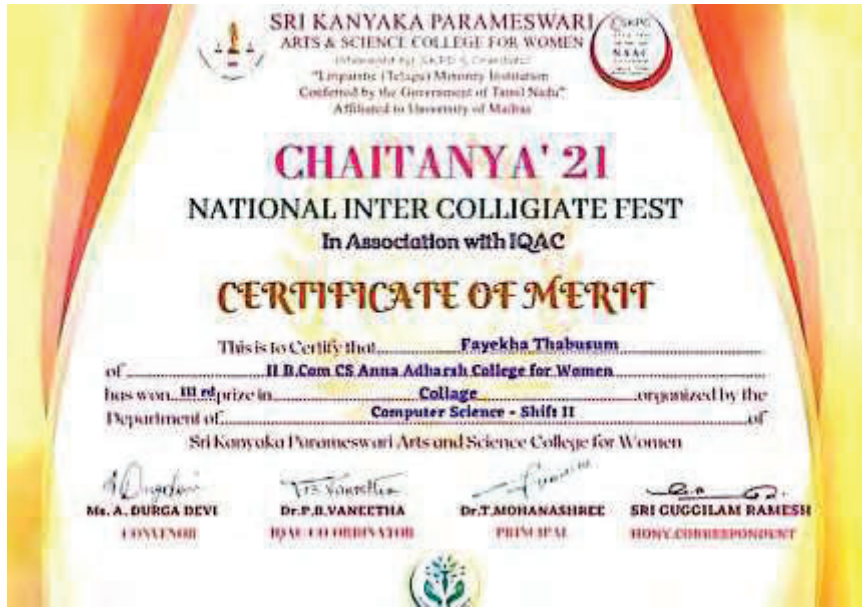 SRI KANYAKA PARAMESWARI
ARTS & SCIENCE COLLEGE FOR WOMEN
"Linguistic (Telugu) Minority Institution
Conferred by the Government of Tamil Nadu"
Affiliated to University of Madras
SKPC
NAAC
CHAITANYA' 21
NATIONAL INTER COLLIGIATE FEST
In Association with IQAC
CERTIFICATE OF MERIT
This is to Certify that Fayekha Thabusum
of II B.Com CS Anna Adharsh College for Women
has won III rd prize in Collage organized by the
Department of Computer Science - Shift II of
Sri Kanyaka Parameswari Arts and Science College for Women
Ms. A. DURGA DEVI Dr.P.B.VANEETHA Dr.T.MOHANASHREE SRI GUGGILAM RAMESH
CONVENOR IQAC CO ORDINATOR PRINCIPAL HONY.CORRESPONDENT